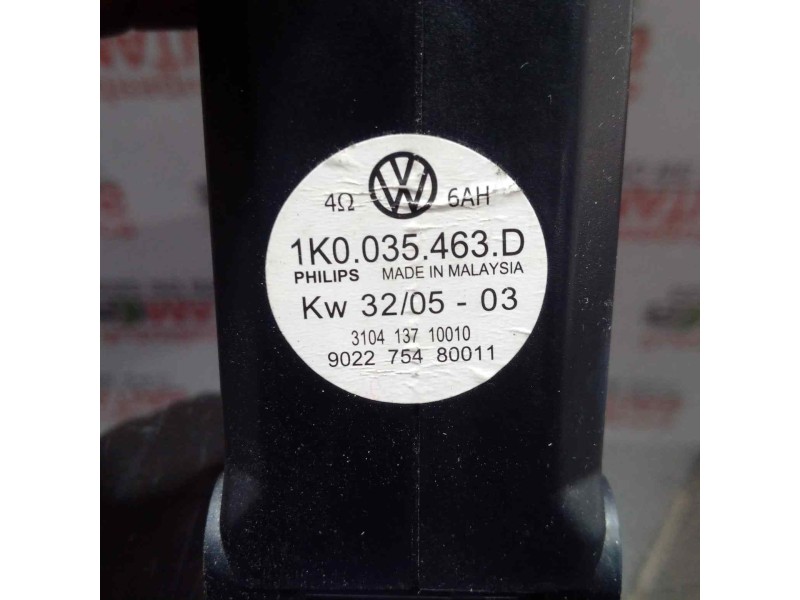 4Ω VW 6AH
1K0.035.463.D
PHILIPS MADE IN MALAYSIA
Kw 32/05 - 03
3104 137 10010
9022 754 80011